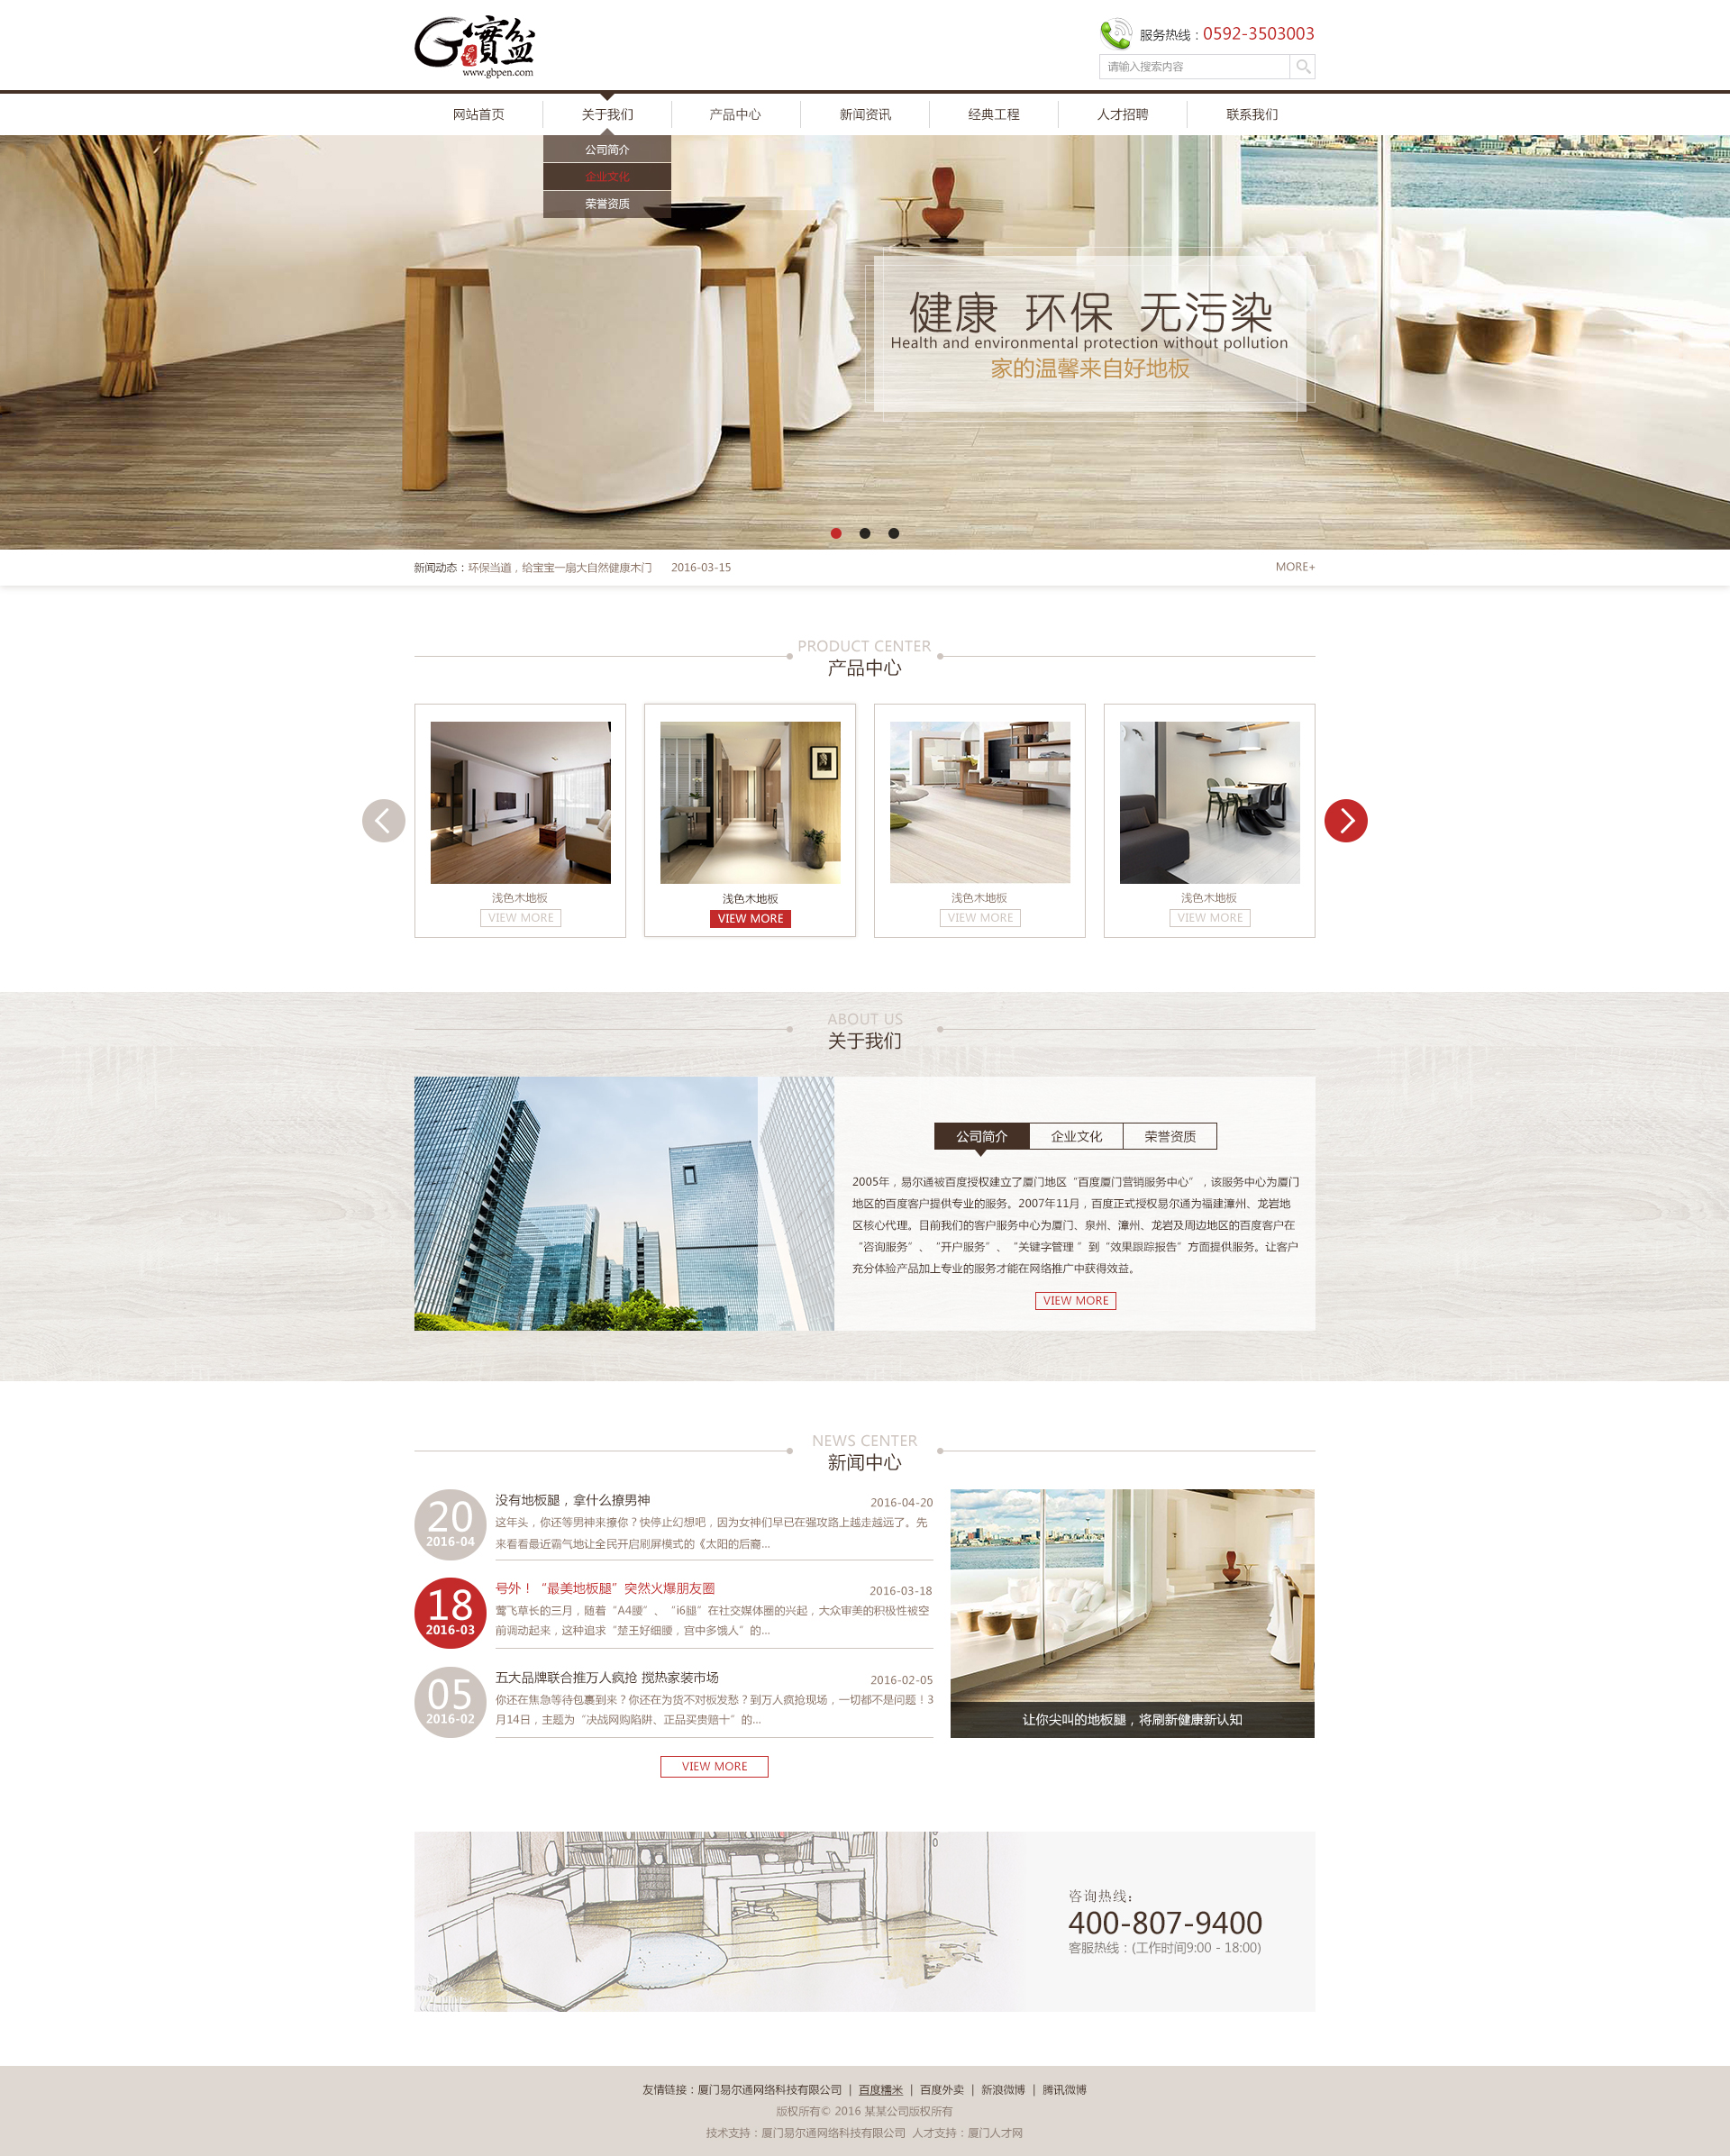 G實盆
www.gbpen.com
服务热线：0592-3503003
请输入搜索内容
网站首页
关于我们
产品中心
新闻资讯
经典工程
人才招聘
联系我们
公司简介
企业文化
荣誉资质
健康 环保 无污染
Health and environmental protection without pollution
家的温馨来自好地板
新闻动态：环保当道，给宝宝一扇大自然健康木门 2016-03-15
MORE+
PRODUCT CENTER
产品中心
浅色木地板
VIEW MORE
浅色木地板
VIEW MORE
浅色木地板
VIEW MORE
浅色木地板
VIEW MORE
ABOUT US
关于我们
公司简介
企业文化
荣誉资质
2005年，易尔通被百度授权建立了厦门地区“百度厦门营销服务中心”，该服务中心为厦门
地区的百度客户提供专业的服务。2007年11月，百度正式授权易尔通为福建漳州、龙岩地
区核心代理。目前我们的客户服务中心为厦门、泉州、漳州、龙岩及周边地区的百度客户在
“咨询服务”、“开户服务”、“关键字管理 ”到“效果跟踪报告”方面提供服务。让客户
充分体验产品加上专业的服务才能在网络推广中获得效益。
VIEW MORE
NEWS CENTER
新闻中心
20
2016-04
没有地板腿，拿什么撩男神
2016-04-20
这年头，你还等男神来撩你？快停止幻想吧，因为女神们早已在强攻路上越走越远了。先
来看看最近霸气地让全民开启刷屏模式的《太阳的后裔...
18
2016-03
号外！“最美地板腿”突然火爆朋友圈
2016-03-18
莺飞草长的三月，随着“A4腰”、“i6腿”在社交媒体圈的兴起，大众审美的积极性被空
前调动起来，这种追求“楚王好细腰，宫中多饿人”的...
05
2016-02
五大品牌联合推万人疯抢 搅热家装市场
2016-02-05
你还在焦急等待包裹到来？你还在为货不对板发愁？到万人疯抢现场，一切都不是问题！3
月14日，主题为“决战网购陷阱、正品买贵赔十”的...
让你尖叫的地板腿，将刷新健康新认知
VIEW MORE
咨询热线：
400-807-9400
客服热线：(工作时间9:00 - 18:00)
友情链接：厦门易尔通网络科技有限公司 | 百度糯米 | 百度外卖 | 新浪微博 | 腾讯微博
版权所有© 2016 某某公司版权所有
技术支持：厦门易尔通网络科技有限公司 人才支持：厦门人才网